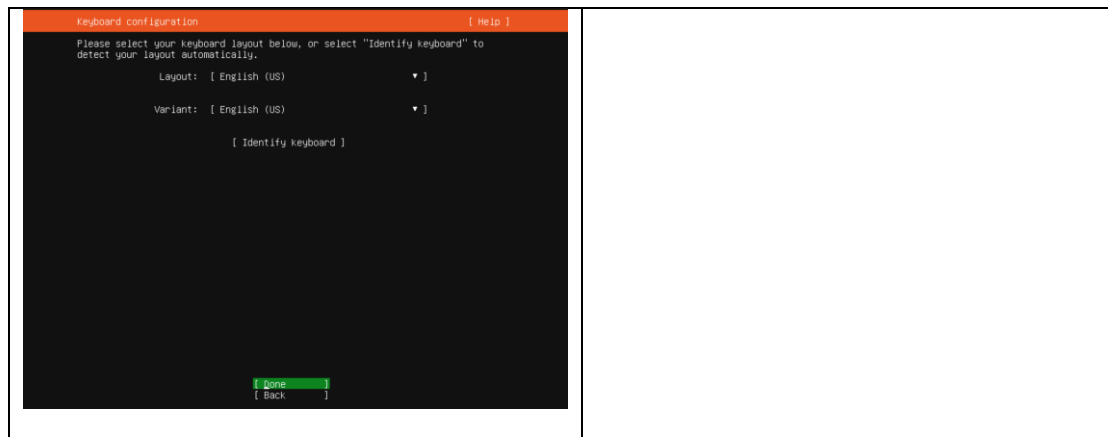 Keyboard configuration [ Help ]
Please select your keyboard layout below, or select "Identify keyboard" to
detect your layout automatically.
Layout: [ English (US) ▾ ]
Variant: [ English (US) ▾ ]
[ Identify keyboard ]
[ Done ]
[ Back ]